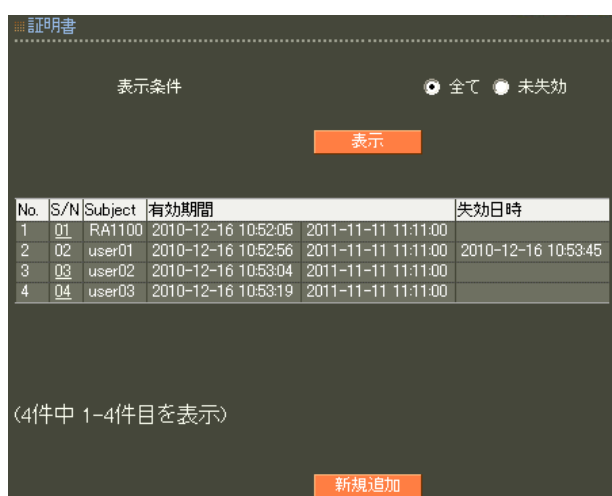 証明書
表示条件 全て 未失効
表示
No. S/N Subject 有効期間 失効日時
1 01 RA1100 2010-12-16 10:52:05 2011-11-11 11:11:00
2 02 user01 2010-12-16 10:52:56 2011-11-11 11:11:00 2010-12-16 10:53:45
3 03 user02 2010-12-16 10:53:04 2011-11-11 11:11:00
4 04 user03 2010-12-16 10:53:19 2011-11-11 11:11:00
(4件中 1-4件目を表示)
新規追加